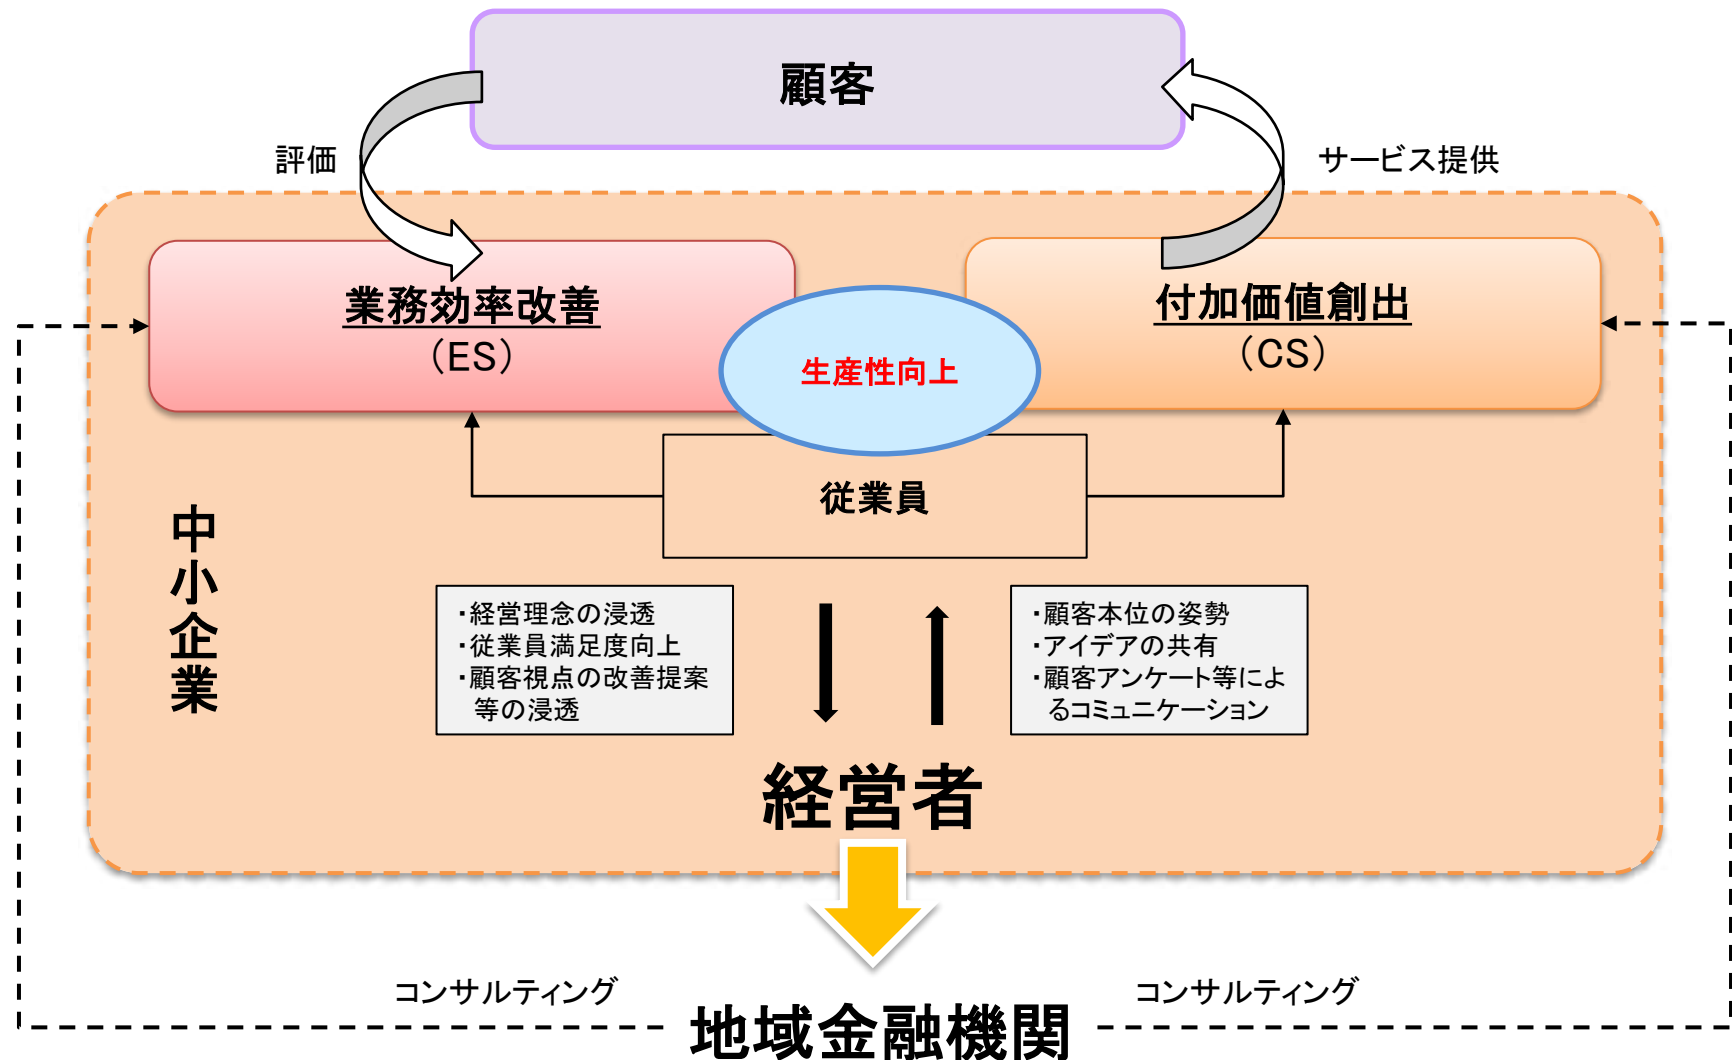 顧客
評価
サービス提供
業務効率改善
（ES）
付加価値創出
（CS）
生産性向上
従業員
中小企業
・経営理念の浸透
・従業員満足度向上
・顧客視点の改善提案
等の浸透
・顧客本位の姿勢
・アイデアの共有
・顧客アンケート等によ
るコミュニケーション
経営者
コンサルティング
コンサルティング
地域金融機関